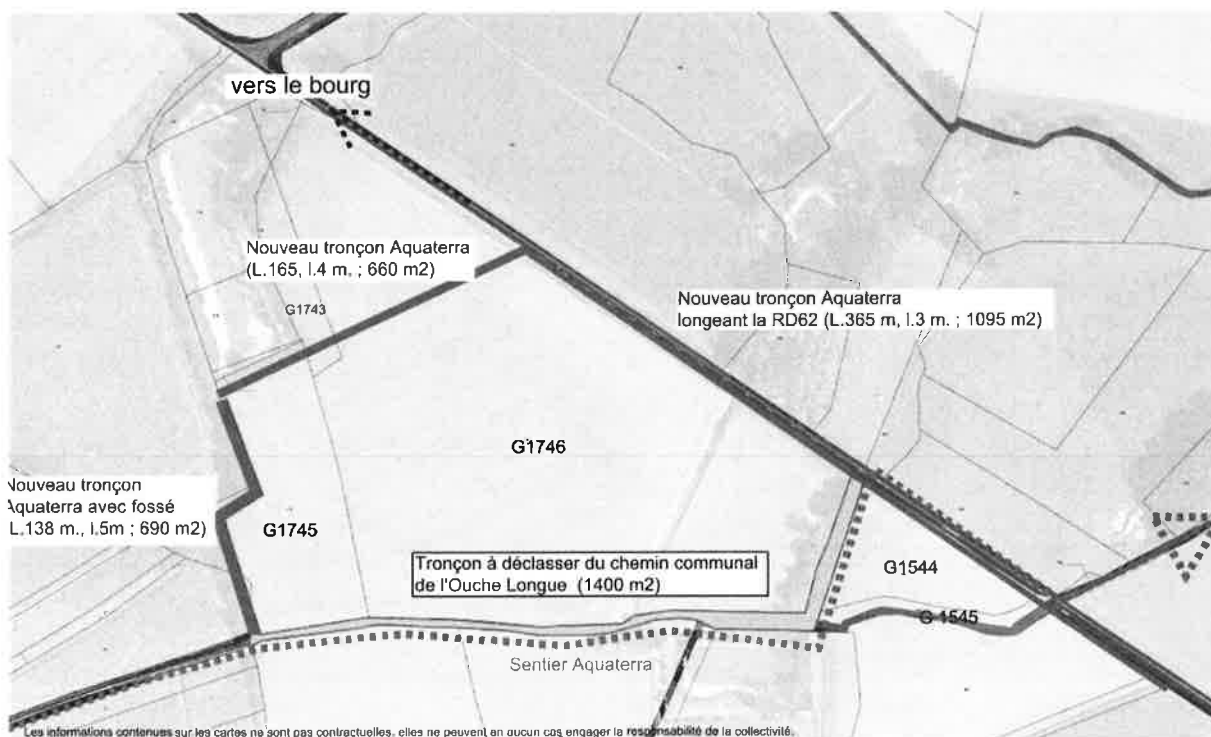 vers le bourg
Nouveau tronçon Aquaterra
(L.165, l.4 m. ; 660 m2)
G1743
Nouveau tronçon Aquaterra
longeant la RD62 (L.365 m, l.3 m. ; 1095 m2)
G1746
Nouveau tronçon
Aquaterra avec fossé
L.138 m., l.5m ; 690 m2)
G1745
Tronçon à déclasser du chemin communal
de l'Ouche Longue (1400 m2)
G1544
G 1545
Sentier Aquaterra
Les informations contenues sur les cartes ne sont pas contractuelles, elles ne peuvent en aucun cas engager la responsabilité de la collectivité.